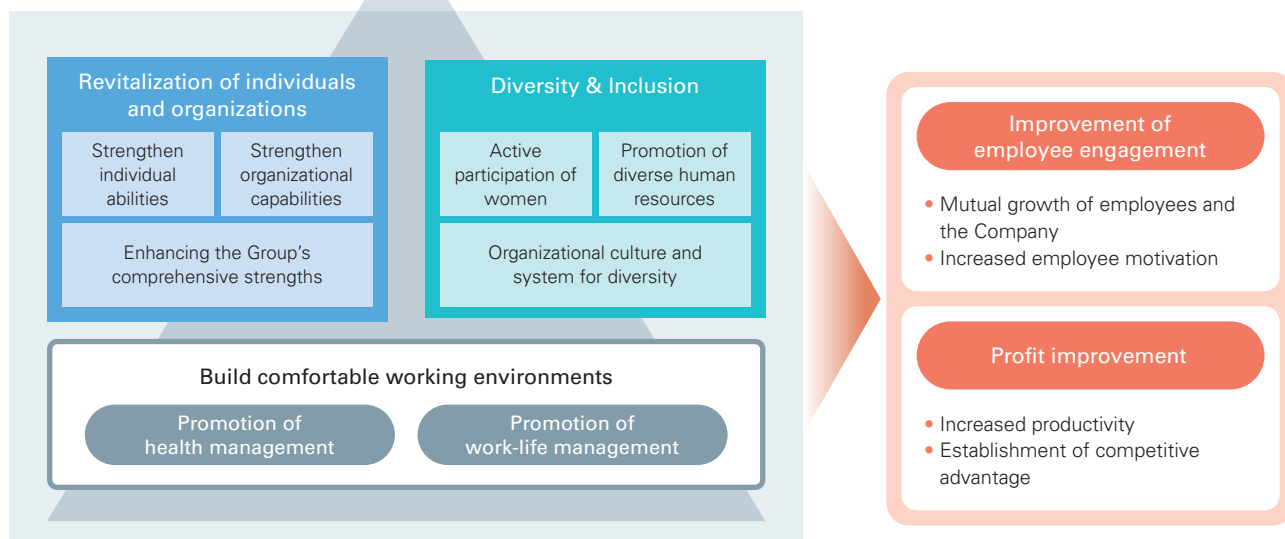 Revitalization of individuals
and organizations
Strengthen
individual
abilities
Strengthen
organizational
capabilities
Enhancing the Group’s
comprehensive strengths
Diversity & Inclusion
Active
participation of
women
Promotion of
diverse human
resources
Organizational culture and
system for diversity
Build comfortable working environments
Promotion of
health management
Promotion of
work-life management
Improvement of
employee engagement
• Mutual growth of employees and
the Company
• Increased employee motivation
Profit improvement
• Increased productivity
• Establishment of competitive
advantage